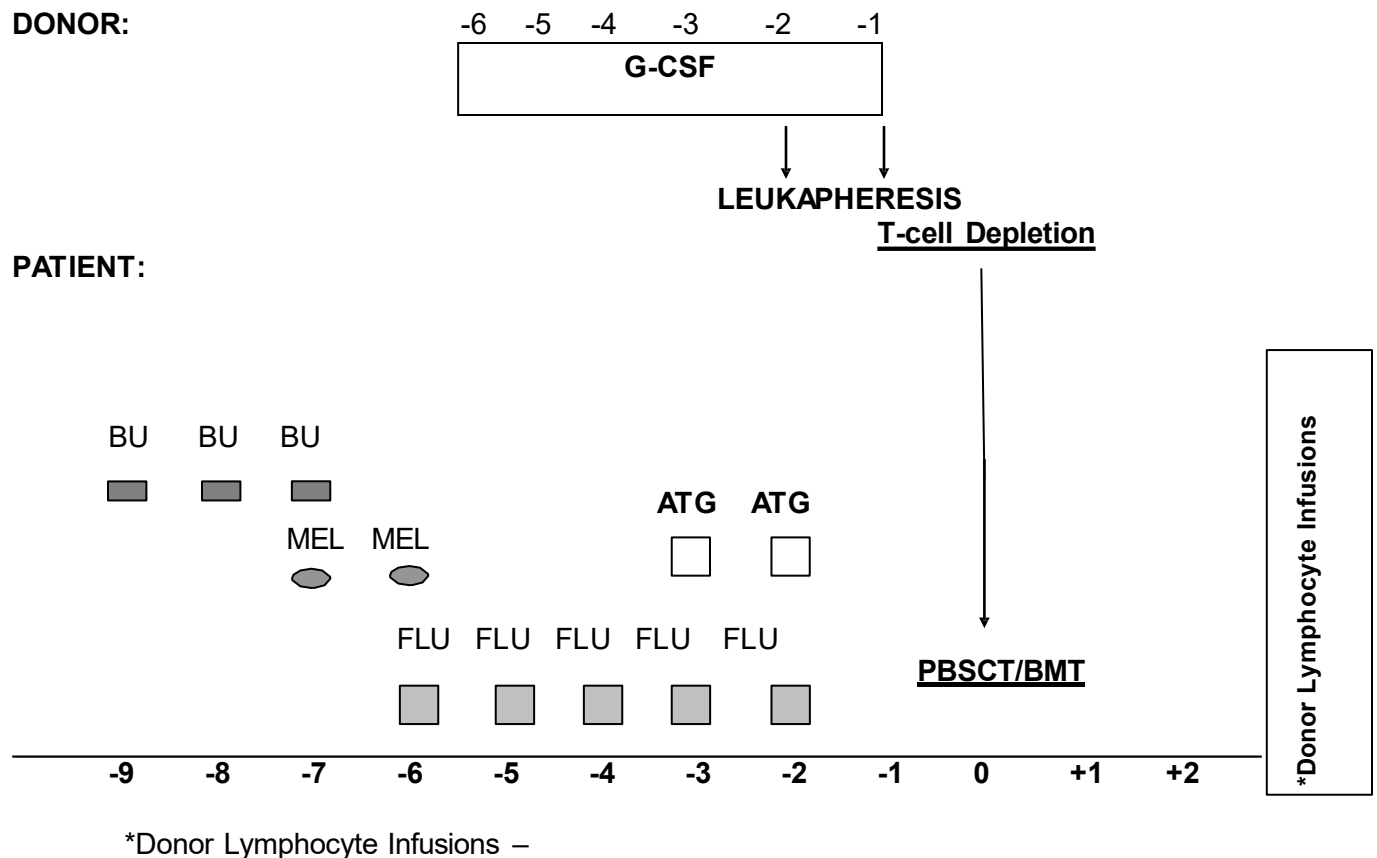 DONOR: -6 -5 -4 -3 -2 -1
G-CSF
LEUKAPHERESIS
T-cell Depletion
PATIENT:
BU BU BU
ATG ATG
MEL MEL
FLU FLU FLU FLU FLU
PBSCT/BMT
*Donor Lymphocyte Infusions
-9 -8 -7 -6 -5 -4 -3 -2 -1 0 +1 +2
*Donor Lymphocyte Infusions –